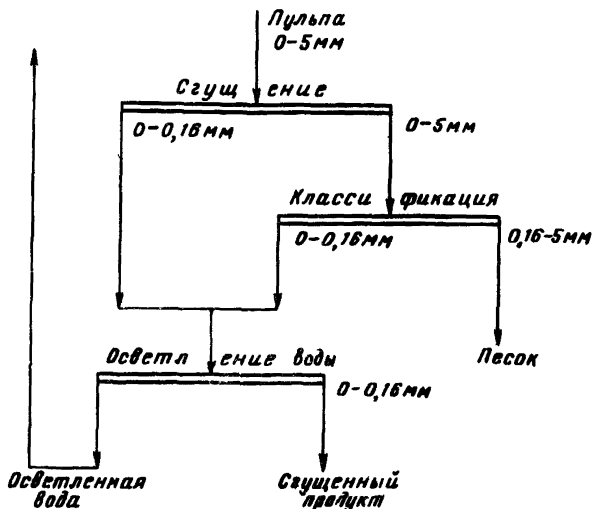 Пульпа
0-5мм
Сгущение
0-0,16мм
0-5мм
Классификация
0-0,16мм
0,16-5мм
Осветление воды
Песок
0-0,16мм
Осветленная
вода
Сгущенный
продукт